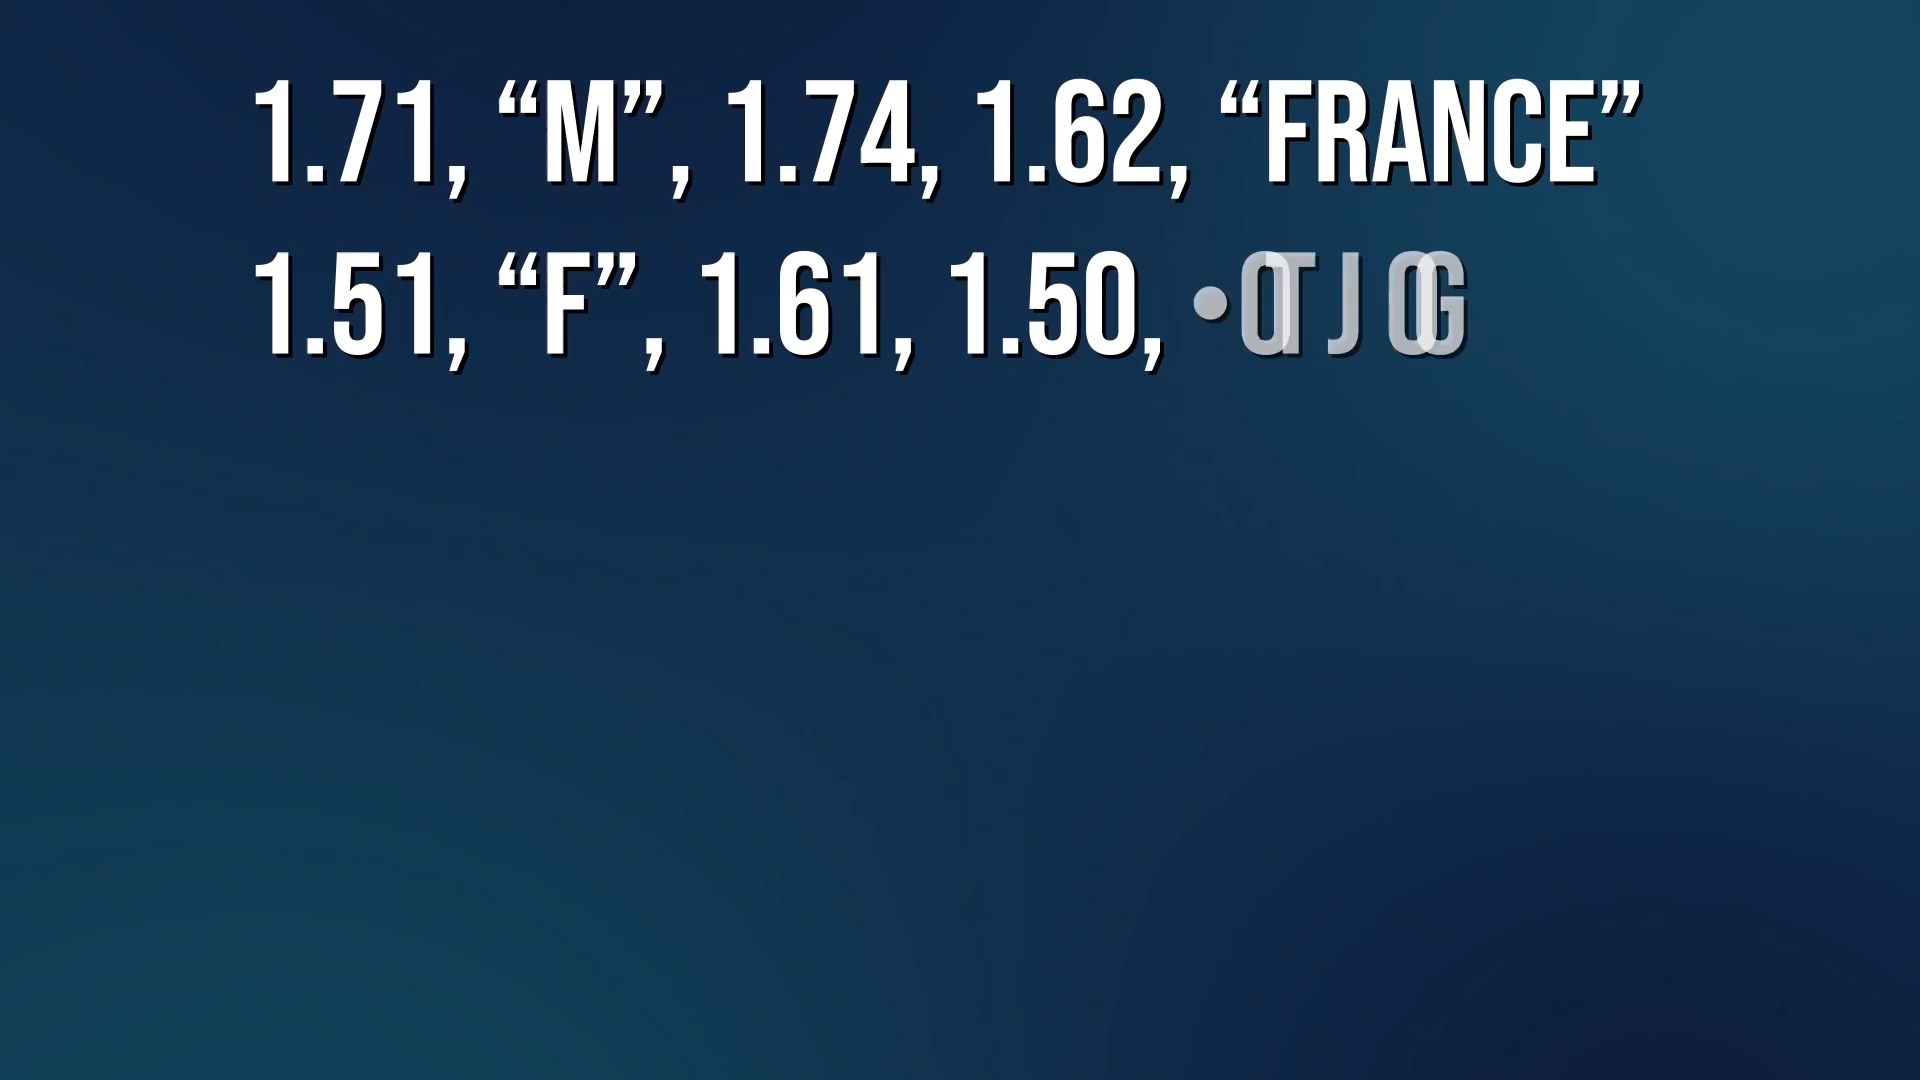 1.71, “M”, 1.74, 1.62, “FRANCE”
1.51, “F”, 1.61, 1.50,